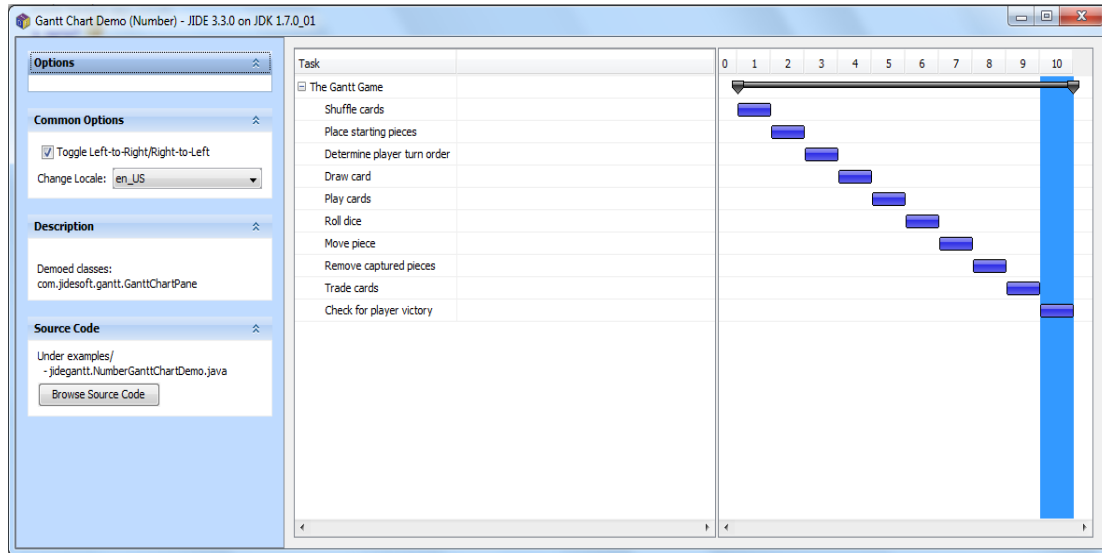 Gantt Chart Demo (Number) - JIDE 3.3.0 on JDK 1.7.0_01
Options
Common Options
Toggle Left-to-Right/Right-to-Left
Change Locale: en_US
Description
Demoed classes:
com.jidesoft.gantt.GanttChartPane
Source Code
Under examples/
- jidegantt.NumberGanttChartDemo.java
Browse Source Code
Task
The Gantt Game
Shuffle cards
Place starting pieces
Determine player turn order
Draw card
Play cards
Roll dice
Move piece
Remove captured pieces
Trade cards
Check for player victory
0 1 2 3 4 5 6 7 8 9 10